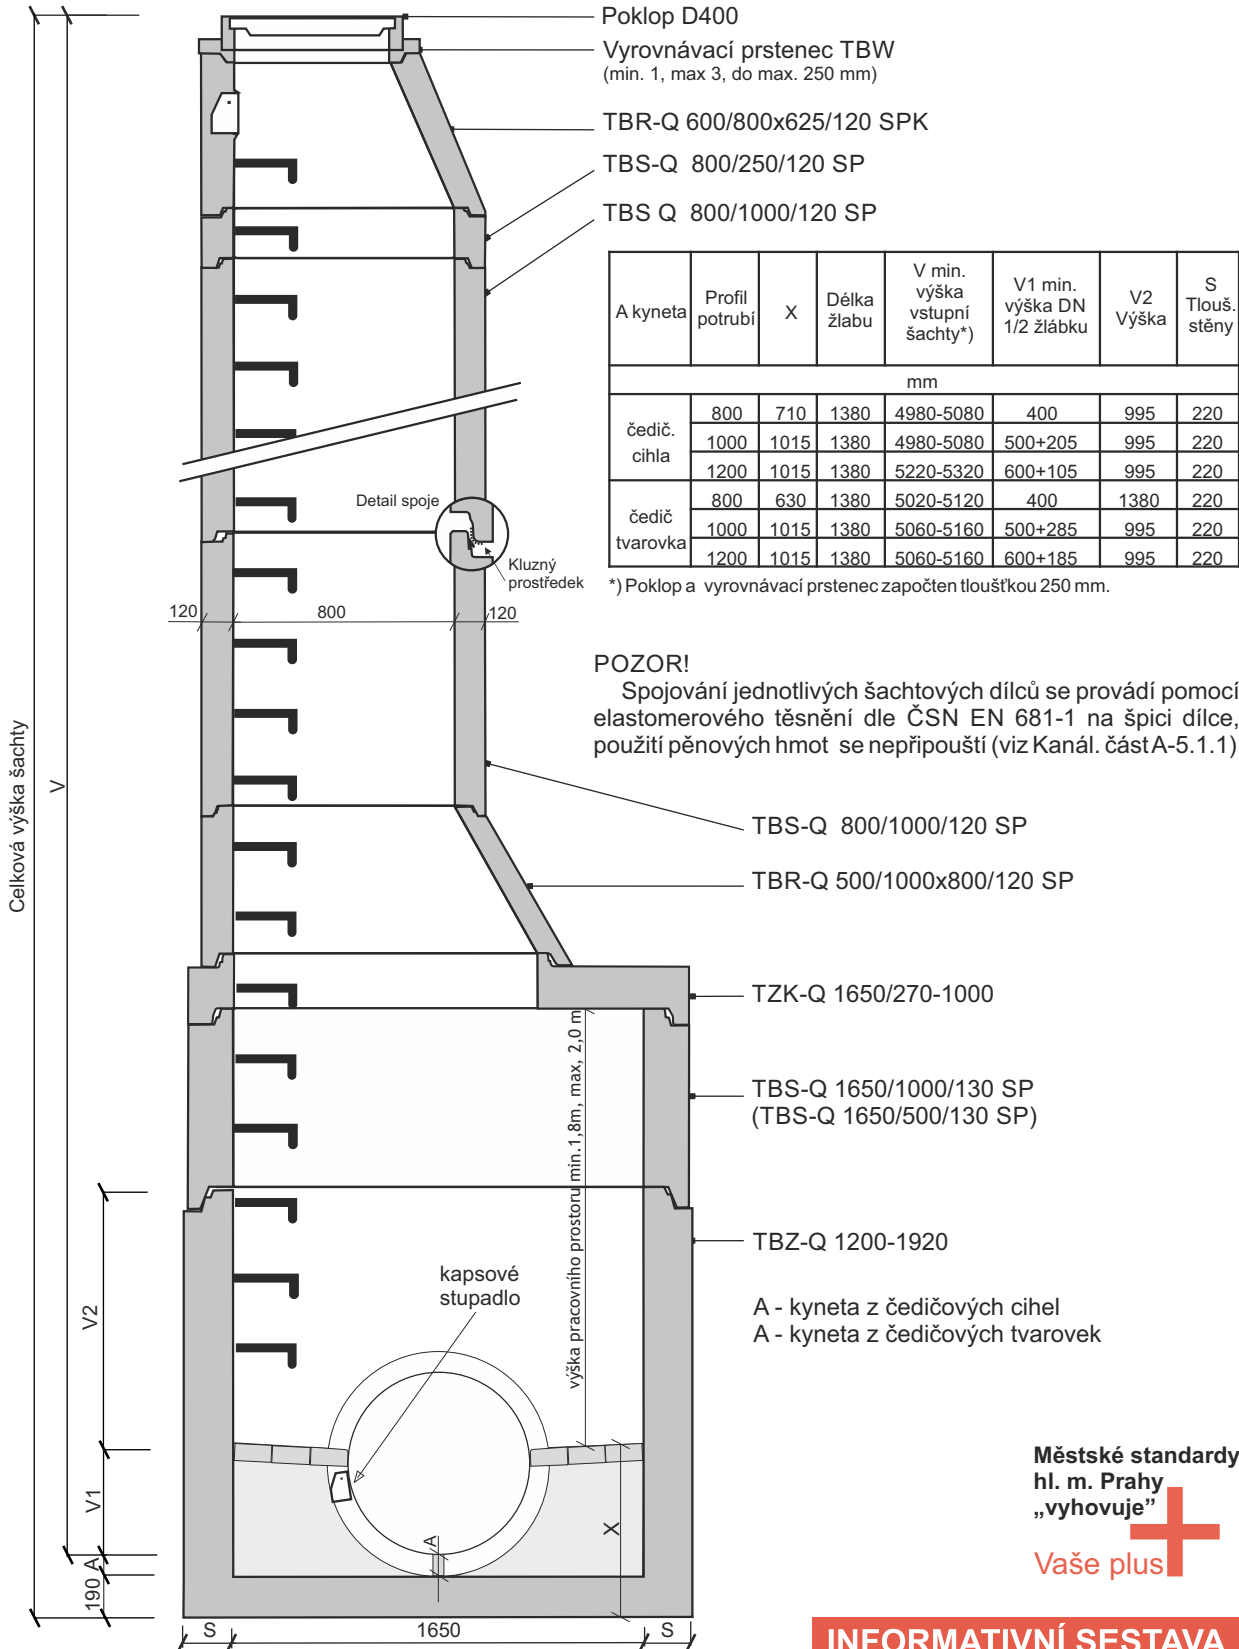 Poklop D400
Vyrovnávací prstenec TBW
(min. 1, max 3, do max. 250 mm)
TBR-Q 600/800x625/120 SPK
TBS-Q 800/250/120 SP
TBS Q 800/1000/120 SP
A kyneta | Profil potrubí | X | Délka žlabu | V min. výška vstupní šachty*) | V1 min. výška DN 1/2 žlábku | V2 Výška | S Tlouš. stěny
mm
čedič. cihla | 800 | 710 | 1380 | 4980-5080 | 400 | 995 | 220
1000 | 1015 | 1380 | 4980-5080 | 500+205 | 995 | 220
1200 | 1015 | 1380 | 5220-5320 | 600+105 | 995 | 220
čedič tvarovka | 800 | 630 | 1380 | 5020-5120 | 400 | 1380 | 220
1000 | 1015 | 1380 | 5060-5160 | 500+285 | 995 | 220
1200 | 1015 | 1380 | 5060-5160 | 600+185 | 995 | 220
*) Poklop a vyrovnávací prstenec započten tloušťkou 250 mm.
Detail spoje
Kluzný
prostředek
120
800
120
POZOR!
Spojování jednotlivých šachtových dílců se provádí pomocí
elastomerového těsnění dle ČSN EN 681-1 na špici dílce,
použití pěnových hmot se nepřipouští (viz Kanál. část A-5.1.1)
Celková výška šachty
V
TBS-Q 800/1000/120 SP
TBR-Q 500/1000x800/120 SP
TZK-Q 1650/270-1000
výška pracovního prostoru min.1,8m, max, 2,0 m
TBS-Q 1650/1000/130 SP
(TBS-Q 1650/500/130 SP)
TBZ-Q 1200-1920
kapsové
stupadlo
A - kyneta z čedičových cihel
A - kyneta z čedičových tvarovek
V2
V1
A
190
A
X
S
1650
S
Městské standardy
hl. m. Prahy
„vyhovuje”
Vaše plus
INFORMATIVNÍ SESTAVA